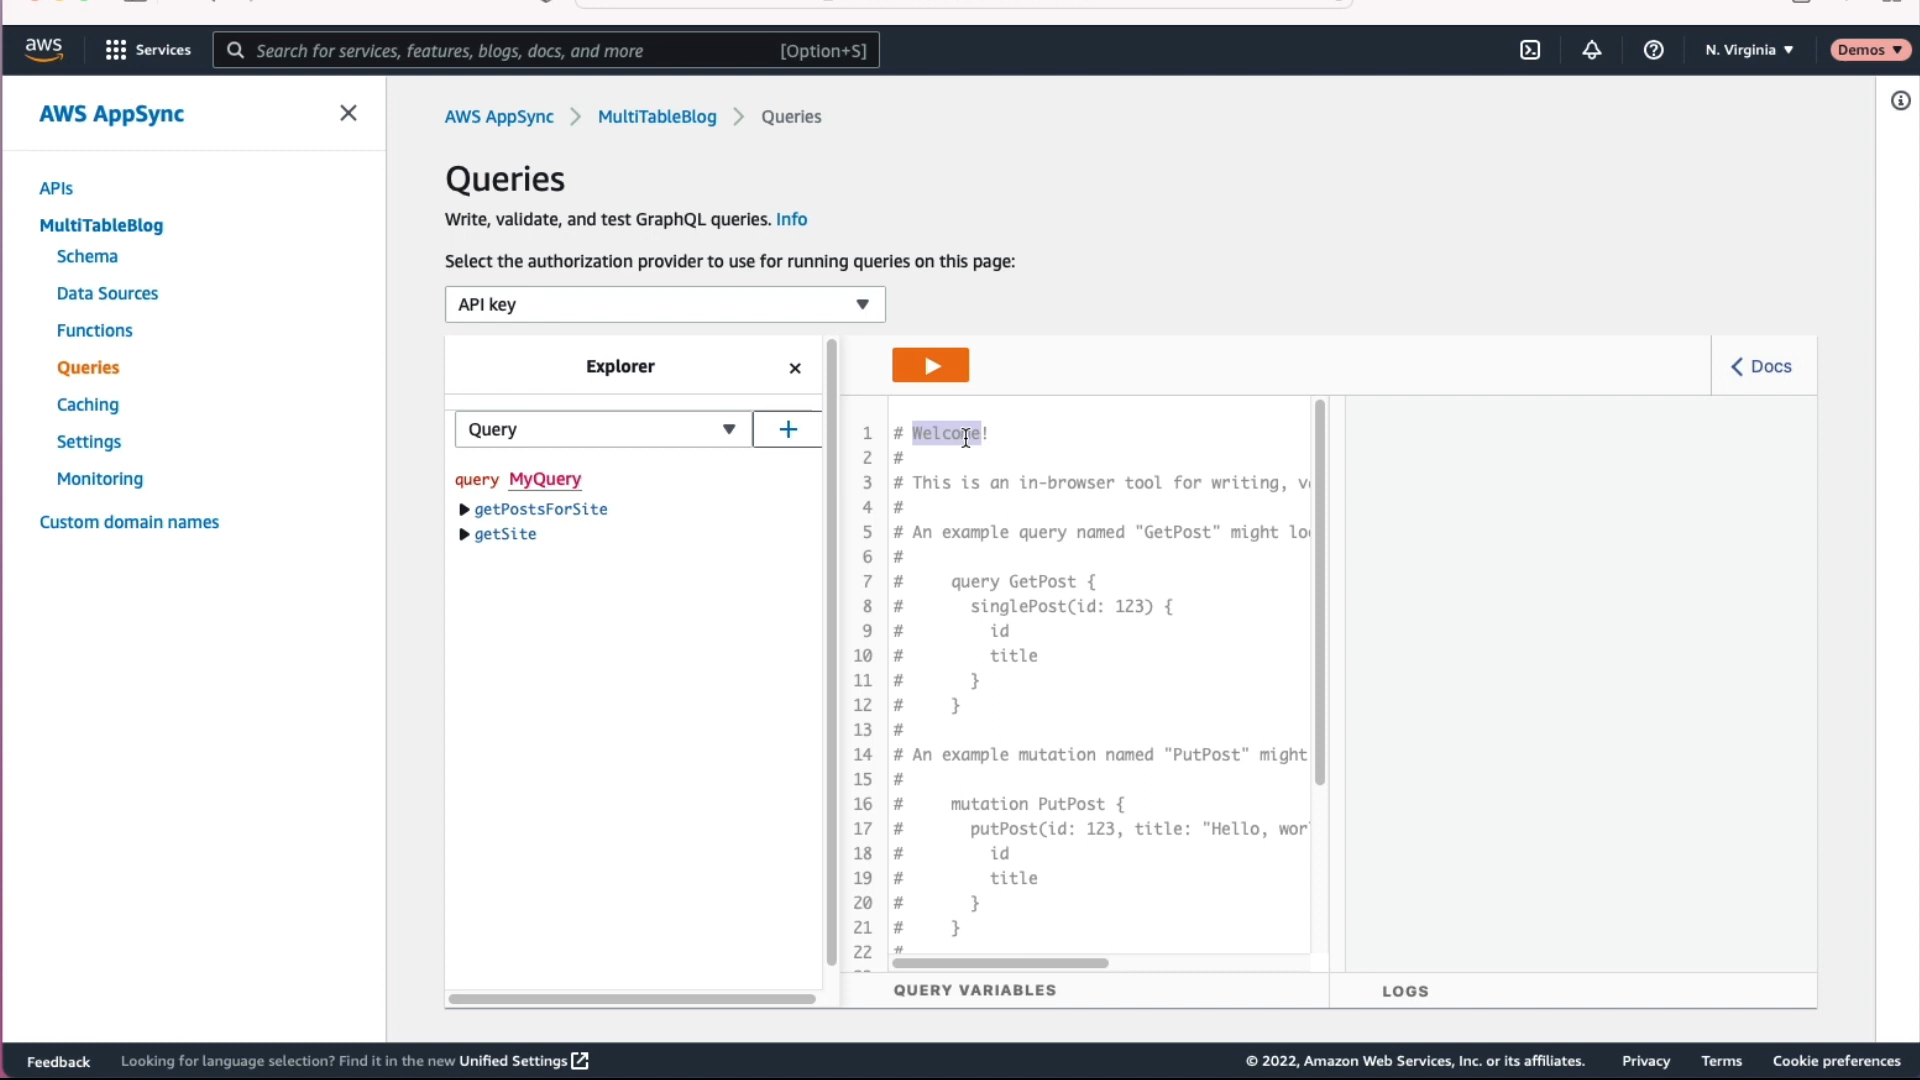 aws
Services
Search for services, features, blogs, docs, and more
[Option+S]
N. Virginia ▼
Demos ▼
AWS AppSync
APIs
MultiTableBlog
Schema
Data Sources
Functions
Queries
Caching
Settings
Monitoring
Custom domain names
AWS AppSync > MultiTableBlog > Queries
Queries
Write, validate, and test GraphQL queries. Info
Select the authorization provider to use for running queries on this page:
API key
Explorer
Query
query MyQuery
getPostsForSite
getSite
Docs
1 # Welcome!
2 #
3 # This is an in-browser tool for writing, v
4 #
5 # An example query named "GetPost" might lo
6 #
7 # query GetPost {
8 # singlePost(id: 123) {
9 # id
10 # title
11 # }
12 # }
13 #
14 # An example mutation named "PutPost" might
15 #
16 # mutation PutPost {
17 # putPost(id: 123, title: "Hello, wor
18 # id
19 # title
20 # }
21 # }
22 #
QUERY VARIABLES
LOGS
Feedback
Looking for language selection? Find it in the new Unified Settings
© 2022, Amazon Web Services, Inc. or its affiliates.
Privacy
Terms
Cookie preferences